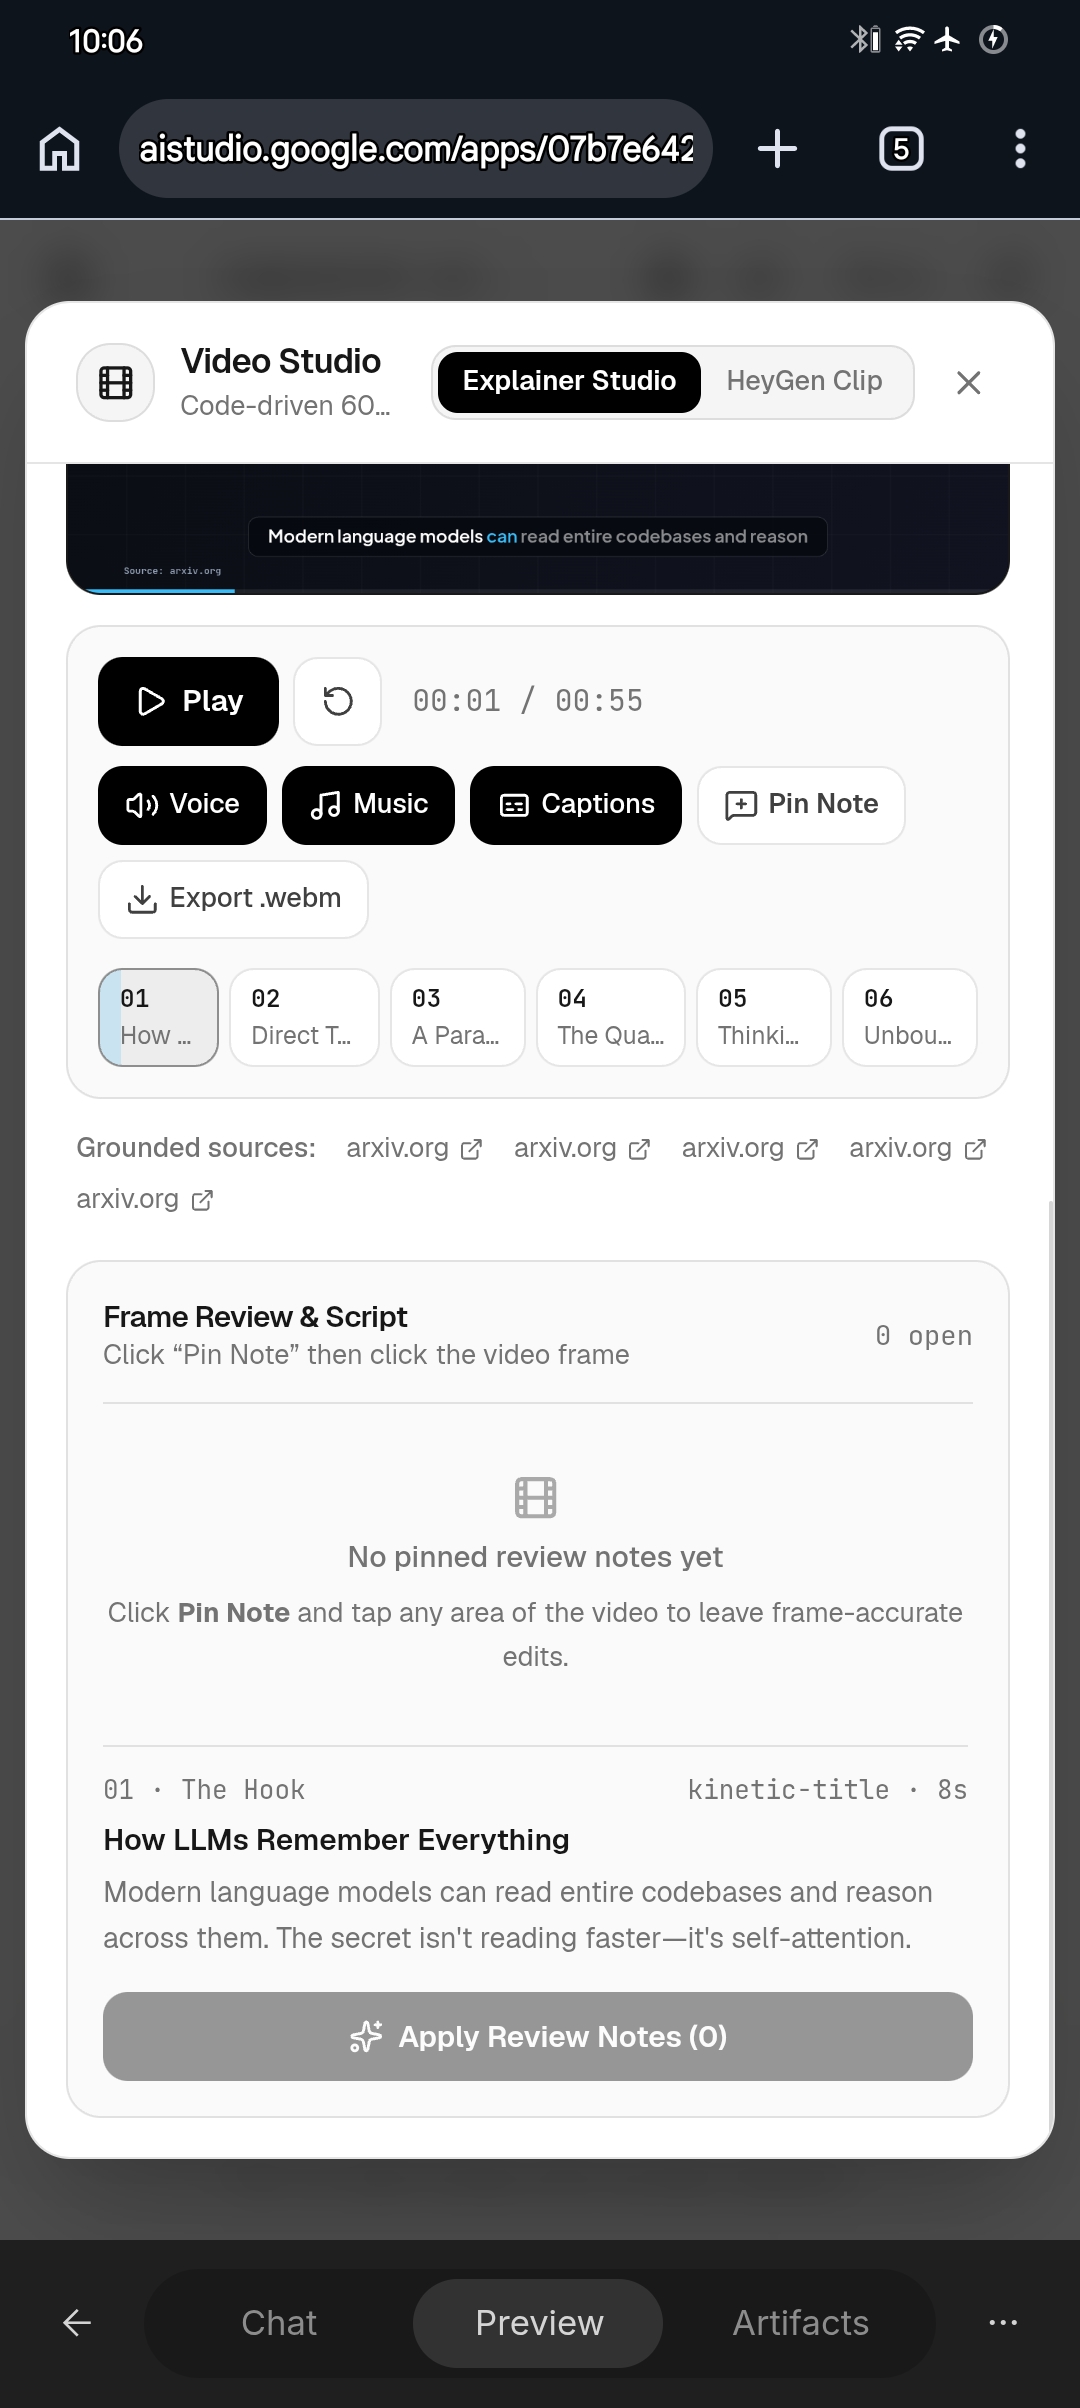 10:06
aistudio.google.com/apps/07b7e642
5
Video Studio
Code-driven 60...
Explainer Studio
HeyGen Clip
Modern language models can read entire codebases and reason
Source: arxiv.org
Play
00:01 / 00:55
Voice
Music
Captions
Pin Note
Export .webm
01
How ...
02
Direct T...
03
A Para...
04
The Qua...
05
Thinki...
06
Unbou...
Grounded sources: arxiv.org arxiv.org arxiv.org arxiv.org
arxiv.org
Frame Review & Script
Click “Pin Note” then click the video frame
0 open
No pinned review notes yet
Click Pin Note and tap any area of the video to leave frame-accurate
edits.
01 · The Hook
kinetic-title · 8s
How LLMs Remember Everything
Modern language models can read entire codebases and reason
across them. The secret isn't reading faster—it's self-attention.
Apply Review Notes (0)
Chat
Preview
Artifacts